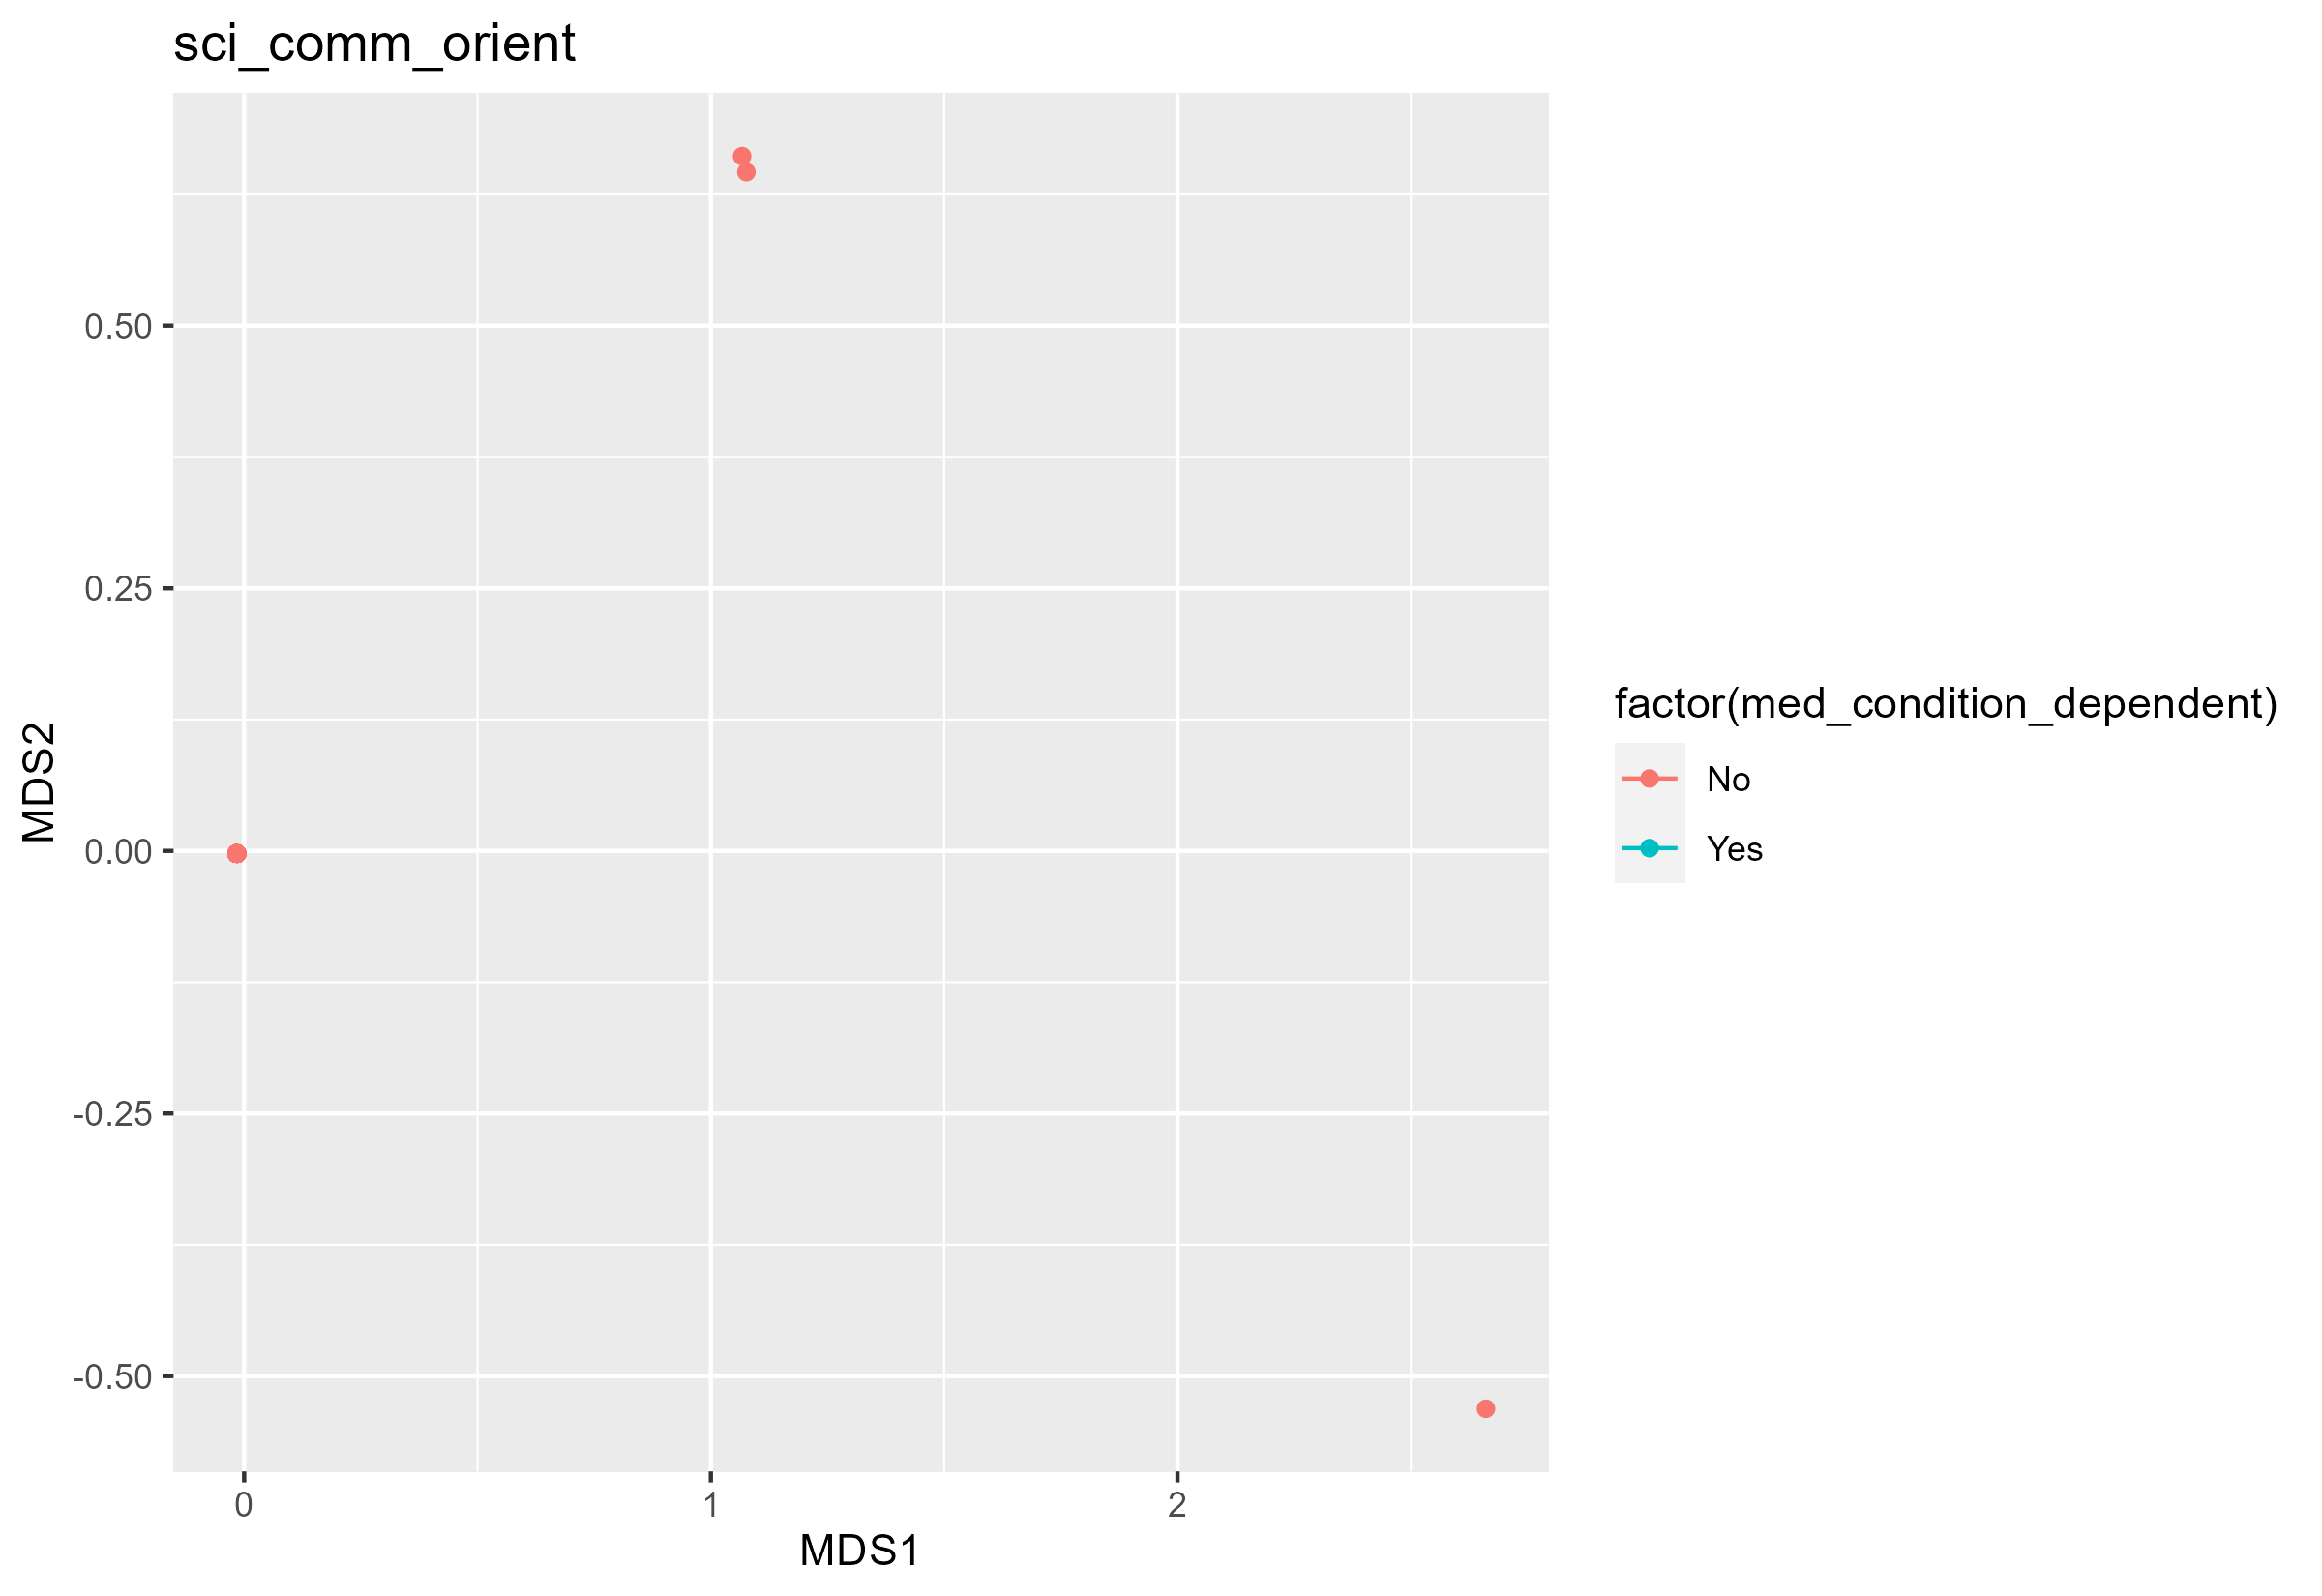 sci_comm_orient
0.50
0.25
0.00
-0.25
-0.50
MDS2
0
1
2
MDS1
factor(med_condition_dependent)
No
Yes